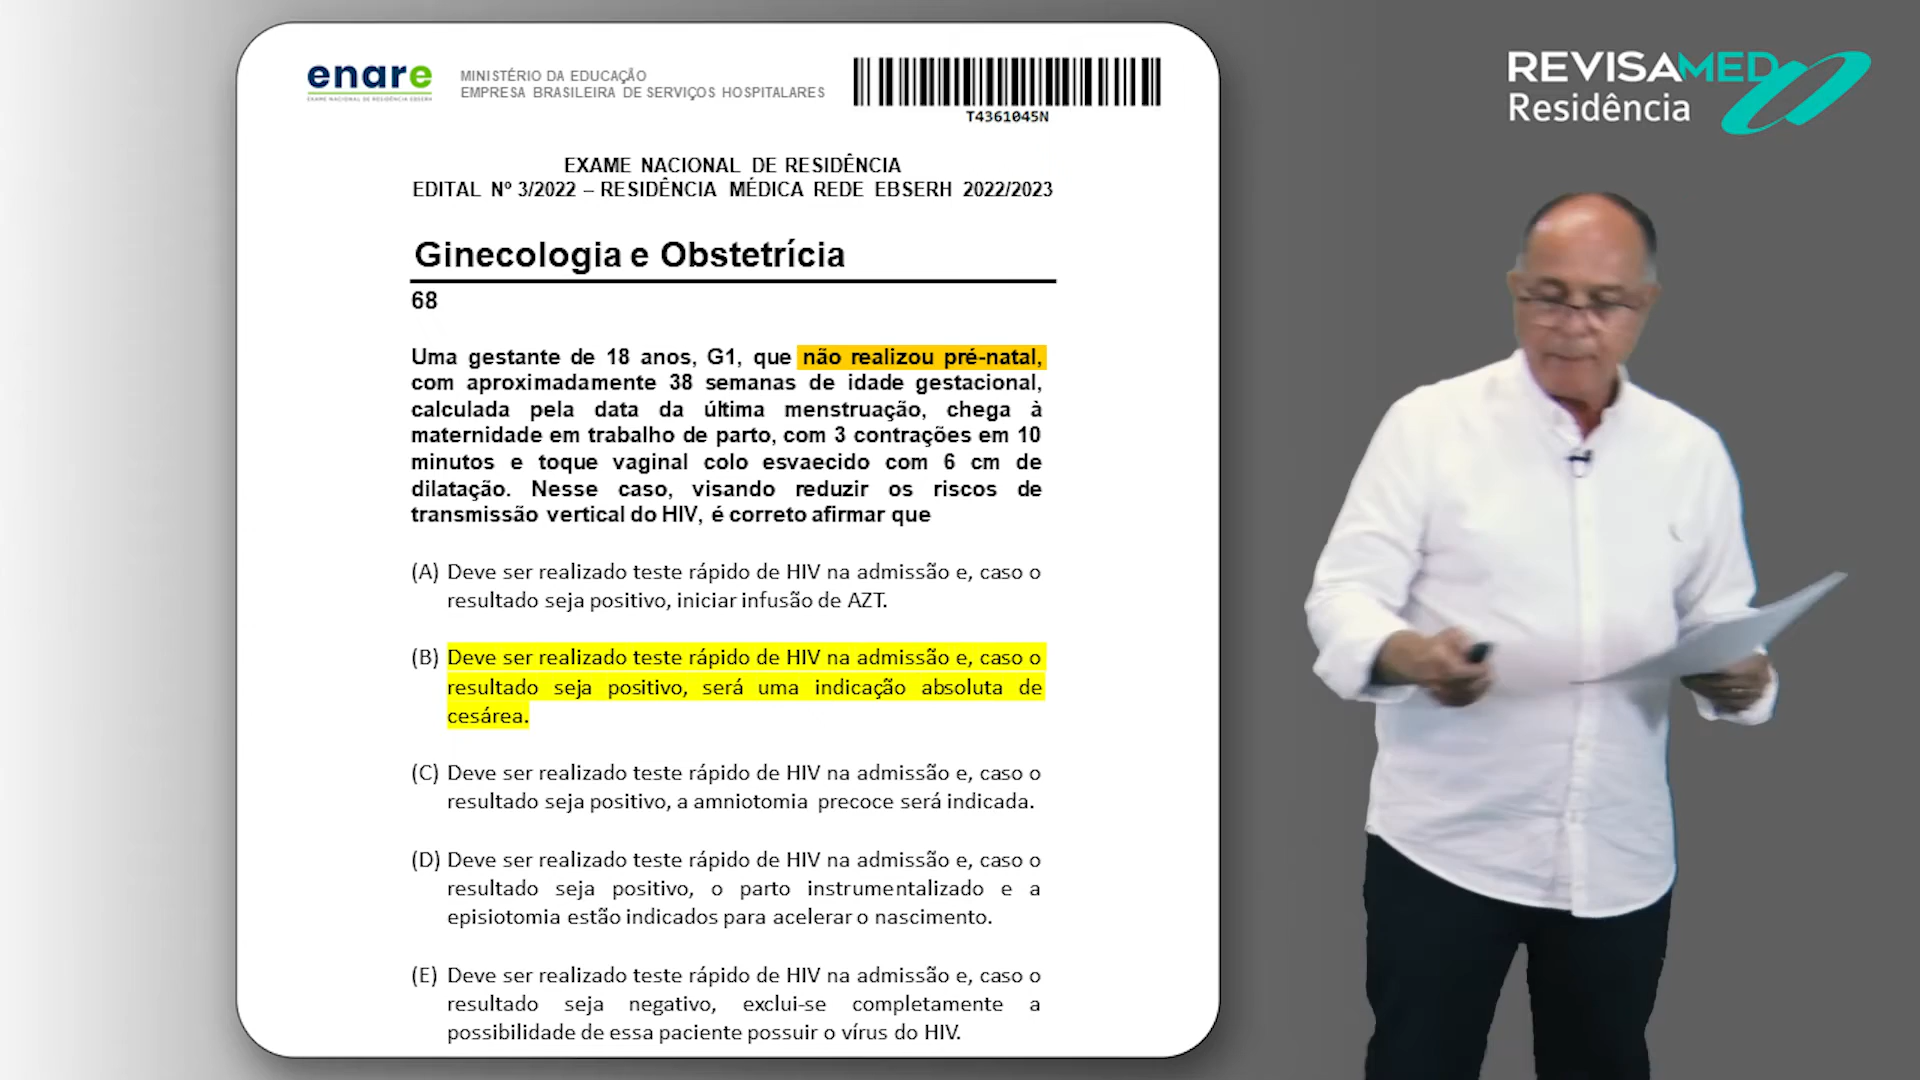 enare
EXAME NACIONAL DE RESIDÊNCIA EBSERH
MINISTÉRIO DA EDUCAÇÃO
EMPRESA BRASILEIRA DE SERVIÇOS HOSPITALARES
T4361045N
REVISAMED
Residência
EXAME NACIONAL DE RESIDÊNCIA
EDITAL Nº 3/2022 – RESIDÊNCIA MÉDICA REDE EBSERH 2022/2023
Ginecologia e Obstetrícia
68
Uma gestante de 18 anos, G1, que não realizou pré-natal,
com aproximadamente 38 semanas de idade gestacional,
calculada pela data da última menstruação, chega à
maternidade em trabalho de parto, com 3 contrações em 10
minutos e toque vaginal colo esvaecido com 6 cm de
dilatação. Nesse caso, visando reduzir os riscos de
transmissão vertical do HIV, é correto afirmar que
(A) Deve ser realizado teste rápido de HIV na admissão e, caso o
resultado seja positivo, iniciar infusão de AZT.
(B) Deve ser realizado teste rápido de HIV na admissão e, caso o
resultado seja positivo, será uma indicação absoluta de
cesárea.
(C) Deve ser realizado teste rápido de HIV na admissão e, caso o
resultado seja positivo, a amniotomia precoce será indicada.
(D) Deve ser realizado teste rápido de HIV na admissão e, caso o
resultado seja positivo, o parto instrumentalizado e a
episiotomia estão indicados para acelerar o nascimento.
(E) Deve ser realizado teste rápido de HIV na admissão e, caso o
resultado seja negativo, exclui-se completamente a
possibilidade de essa paciente possuir o vírus do HIV.